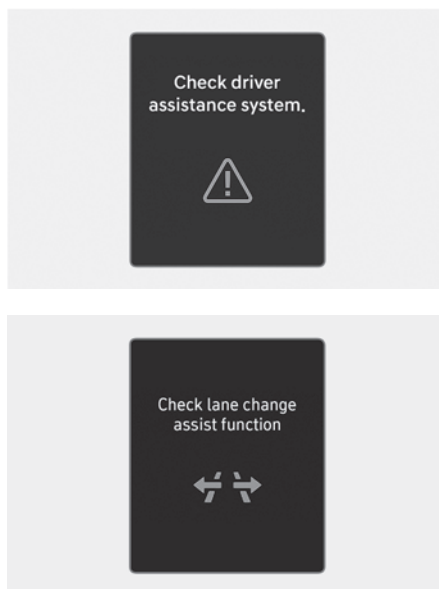 Check driver
assistance system.
Check lane change
assist function